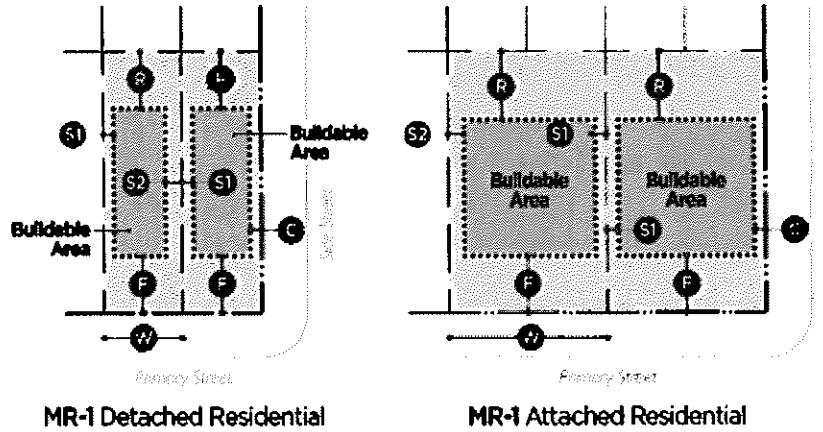 R
R
R
S1
S2
S1
Buildable
Area
S2
S1
Buildable
Area
Buildable
Area
Buildable
Area
C
S1
F
F
F
F
W
W
Primary Street
Primary Street
MR-1 Detached Residential
MR-1 Attached Residential